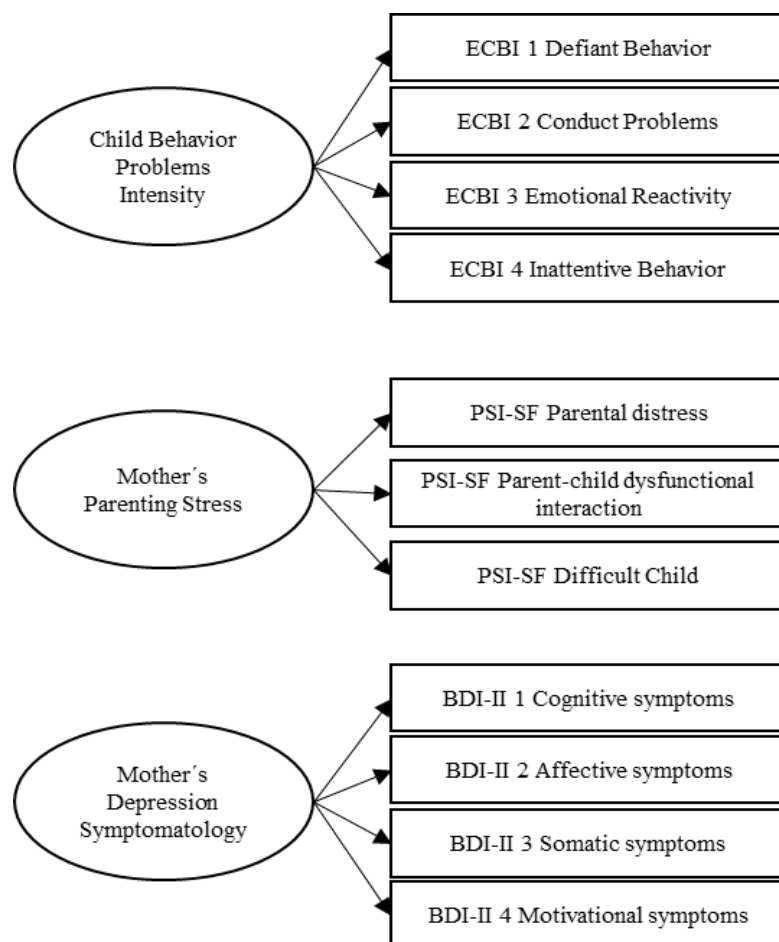 Child Behavior
Problems
Intensity
ECBI 1 Defiant Behavior
ECBI 2 Conduct Problems
ECBI 3 Emotional Reactivity
ECBI 4 Inattentive Behavior
Mother´s
Parenting Stress
PSI-SF Parental distress
PSI-SF Parent-child dysfunctional
interaction
PSI-SF Difficult Child
Mother´s
Depression
Symptomatology
BDI-II 1 Cognitive symptoms
BDI-II 2 Affective symptoms
BDI-II 3 Somatic symptoms
BDI-II 4 Motivational symptoms